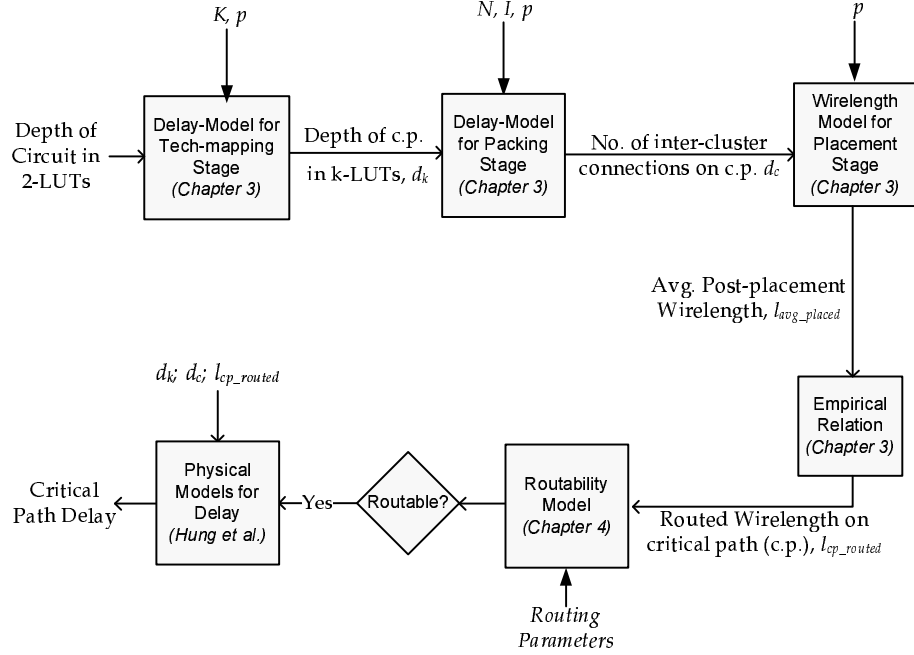 K, p
N, I, p
p
Depth of
Circuit in
2-LUTs
Delay-Model for
Tech-mapping
Stage
(Chapter 3)
Depth of c.p.
in k-LUTs, dk
Delay-Model
for Packing
Stage
(Chapter 3)
No. of inter-cluster
connections on c.p. dc
Wirelength
Model for
Placement
Stage
(Chapter 3)
Avg. Post-placement
Wirelength, lavg_placed
Empirical
Relation
(Chapter 3)
Routed Wirelength on
critical path (c.p.), lcp_routed
Routability
Model
(Chapter 4)
Routing
Parameters
Routable?
Yes
dk; dc; lcp_routed
Physical
Models for
Delay
(Hung et al.)
Critical
Path Delay